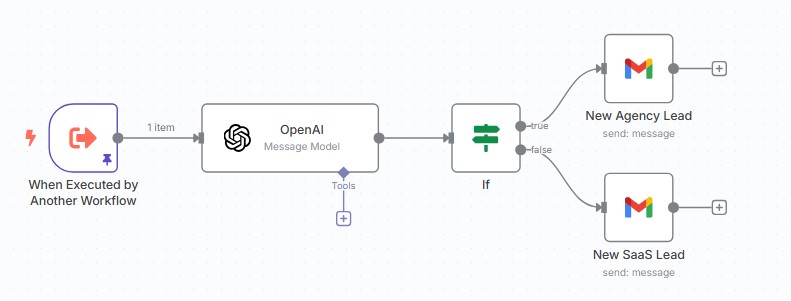 When Executed by
Another Workflow
1 item
OpenAI
Message Model
Tools
If
true
false
New Agency Lead
send: message
New SaaS Lead
send: message